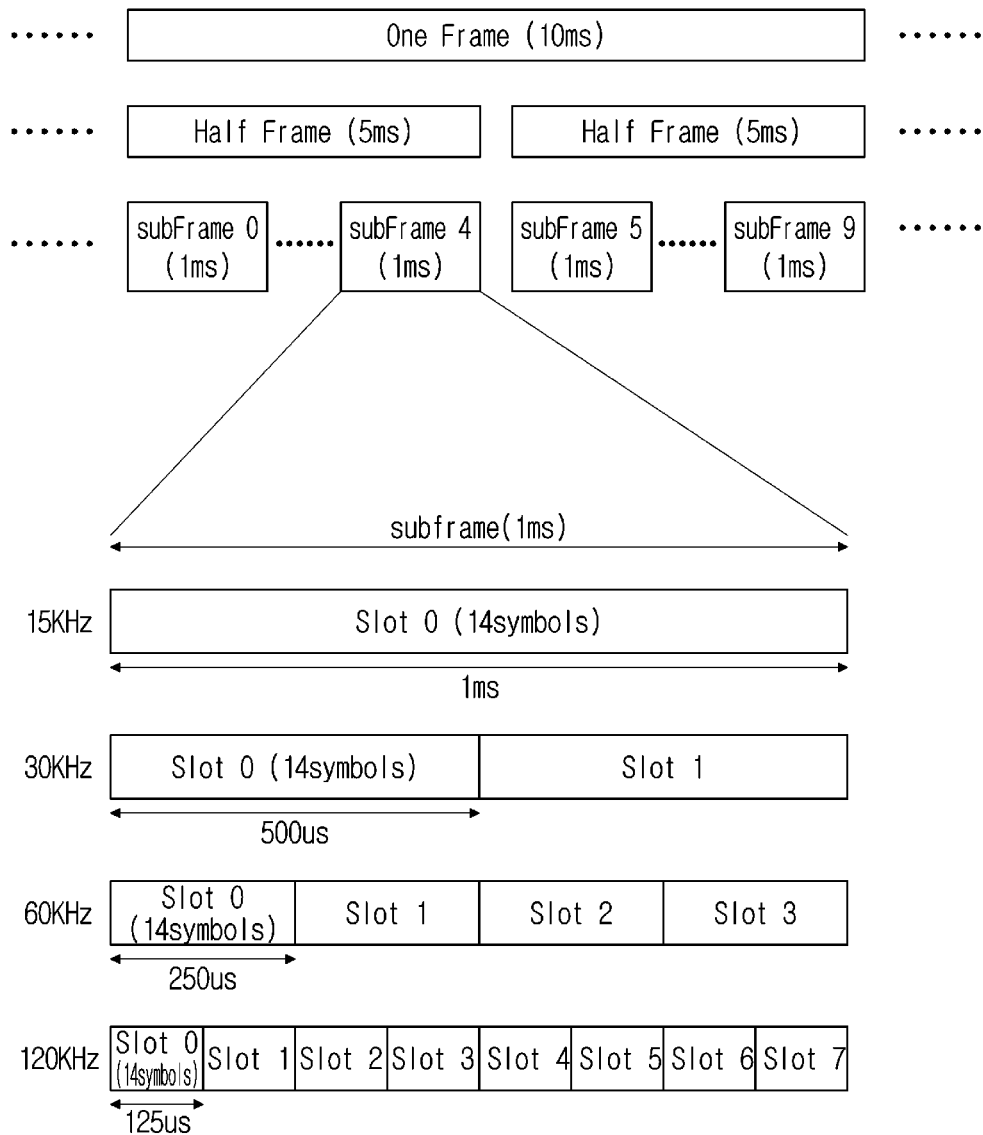 One Frame (10ms)
Half Frame (5ms) Half Frame (5ms)
subFrame 0 subFrame 4 subFrame 5 subFrame 9
(1ms) (1ms) (1ms) (1ms)
subframe(1ms)
15KHz Slot 0 (14symbols)
1ms
30KHz Slot 0 (14symbols) Slot 1
500us
60KHz Slot 0 (14symbols) Slot 1 Slot 2 Slot 3
250us
120KHz Slot 0 (14symbols) Slot 1 Slot 2 Slot 3 Slot 4 Slot 5 Slot 6 Slot 7
125us